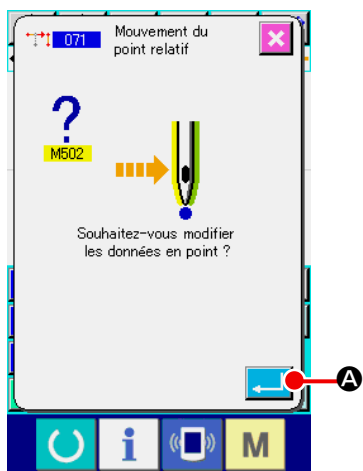 071
Mouvement du
point relatif
?
M502
Souhaitez-vous modifier
les données en point ?
A
i
M